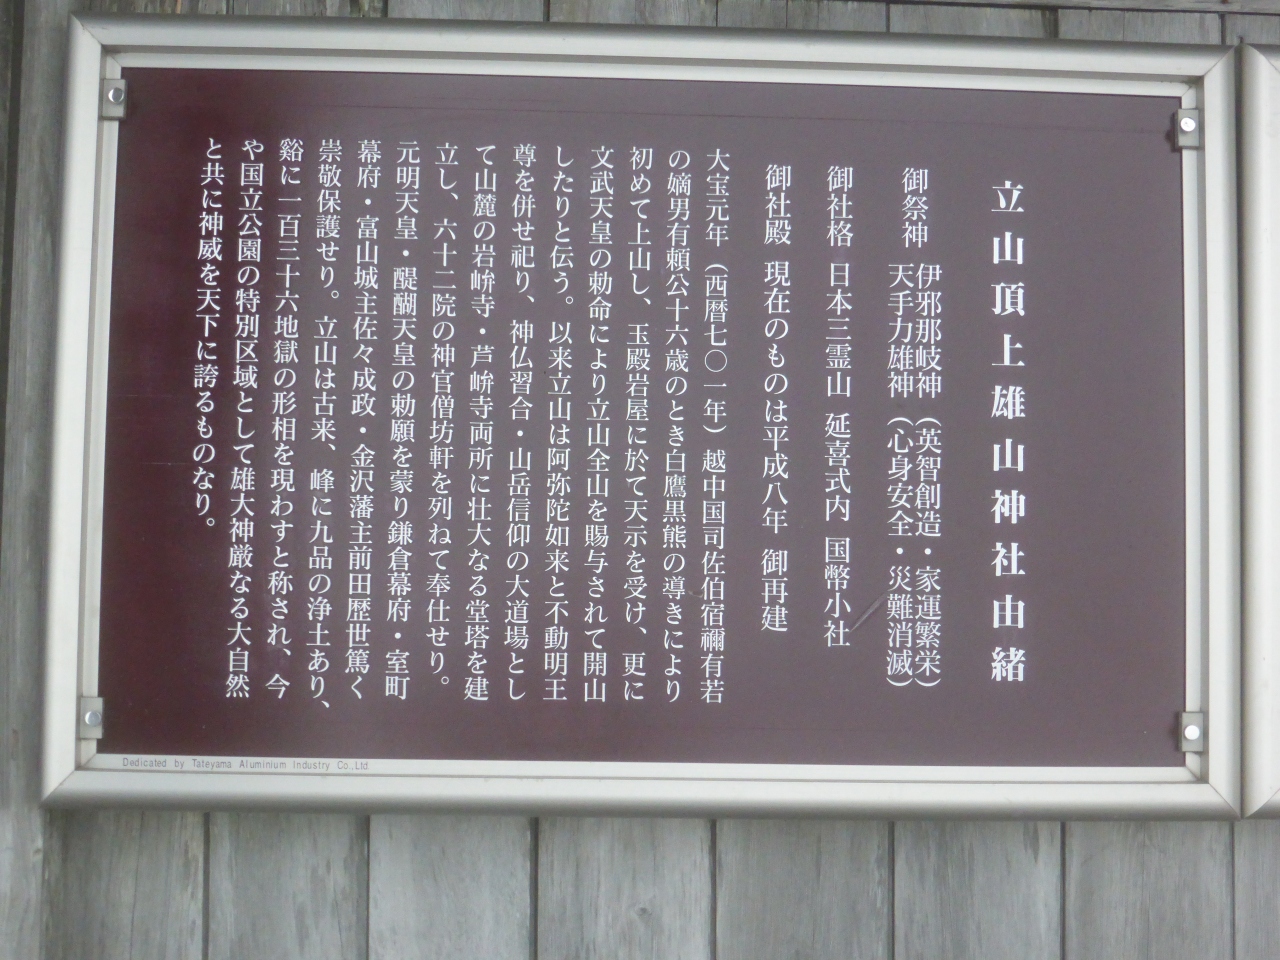 立山頂上雄山神社由緒
御祭神 伊邪那岐神(英智創造・家運繁栄)
天手力雄神(心身安全・災難消滅)
御社格 日本三霊山 延喜式内 国幣小社
御社殿 現在のものは平成八年 御再建
大宝元年(西暦七〇一年)越中国司佐伯宿禰有若
の嫡男有頼公十六歳のとき白鷹黒熊の導きにより
初めて上山し、玉殿岩屋に於て天示を受け、更に
文武天皇の勅命により立山全山を賜与されて開山
したりと伝う。以来立山は阿弥陀如来と不動明王
尊を併せ祀り、神仏習合・山岳信仰の大道場とし
て山麓の岩峅寺・芦峅寺両所に壮大なる堂塔を建
立し、六十二院の神官僧坊軒を列ねて奉仕せり。
元明天皇・醍醐天皇の勅願を蒙り鎌倉幕府・室町
幕府・富山城主佐々成政・金沢藩主前田歴世篤く
崇敬保護せり。立山は古来、峰に九品の浄土あり、
谿に一百三十六地獄の形相を現わすと称され、今
や国立公園の特別区域として雄大神厳なる大自然
と共に神威を天下に誇るものなり。
Dedicated by Tateyama Aluminium Industry Co.,Ltd.